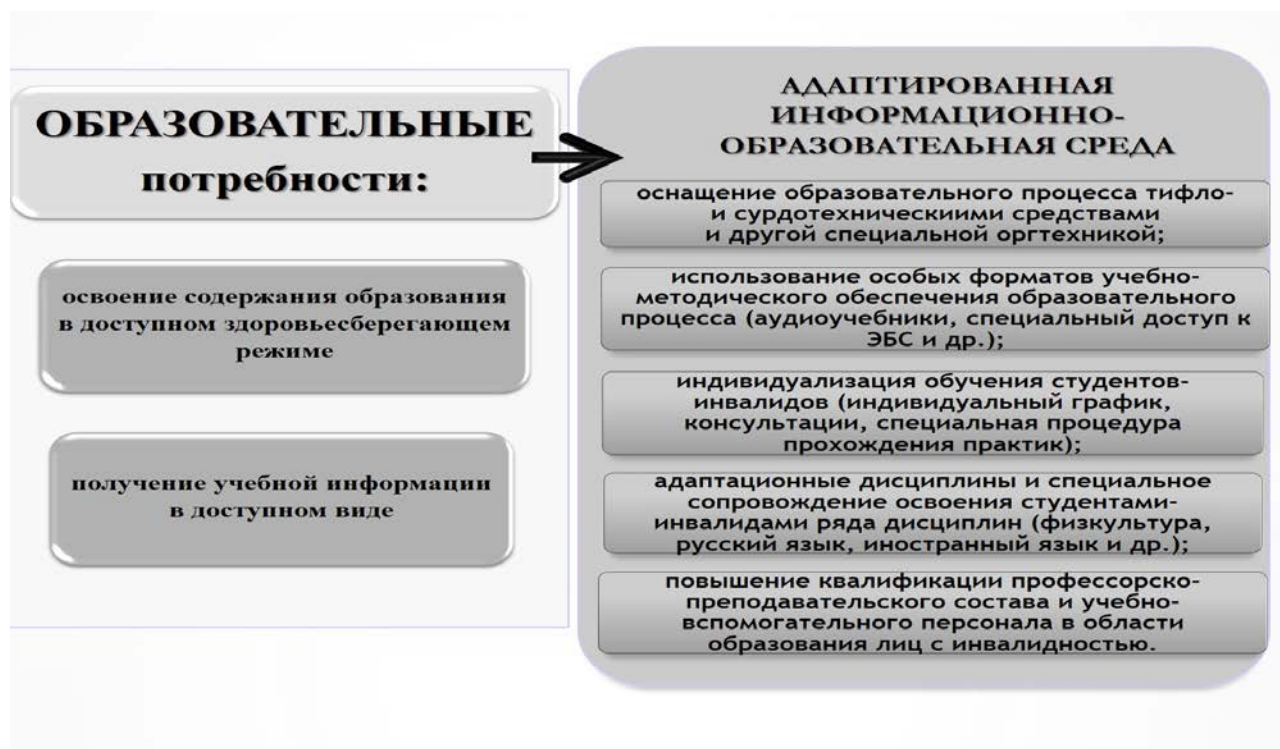 ОБРАЗОВАТЕЛЬНЫЕ
потребности:
освоение содержания образования
в доступном здоровьесберегающем
режиме
получение учебной информации
в доступном виде
АДАПТИРОВАННАЯ
ИНФОРМАЦИОННО-
ОБРАЗОВАТЕЛЬНАЯ СРЕДА
оснащение образовательного процесса тифло-
и сурдотехническиими средствами
и другой специальной оргтехникой;
использование особых форматов учебно-
методического обеспечения образовательного
процесса (аудиоучебники, специальный доступ к
ЭБС и др.);
индивидуализация обучения студентов-
инвалидов (индивидуальный график,
консультации, специальная процедура
прохождения практик);
адаптационные дисциплины и специальное
сопровождение освоения студентами-
инвалидами ряда дисциплин (физкультура,
русский язык, иностранный язык и др.);
повышение квалификации профессорско-
преподавательского состава и учебно-
вспомогательного персонала в области
образования лиц с инвалидностью.